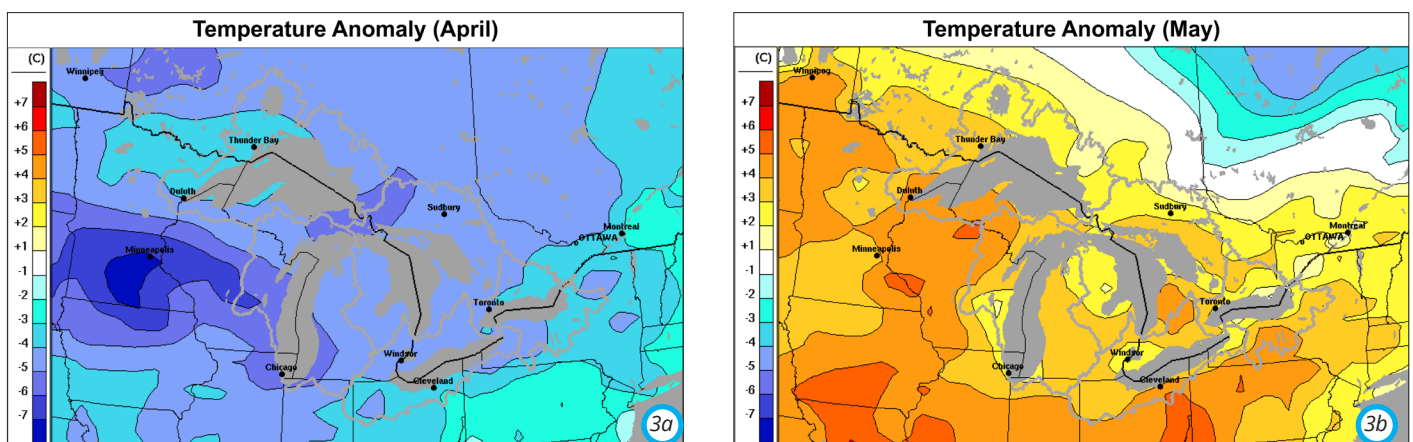 Temperature Anomaly (April)
(C)
+7
+6
+5
+4
+3
+2
+1
-1
-2
-3
-4
-5
-6
-7
Winnipeg
Thunder Bay
Duluth
Sudbury
Minneapolis
Montreal
OTTAWA
Toronto
Windsor
Chicago
Cleveland
3a
Temperature Anomaly (May)
(C)
+7
+6
+5
+4
+3
+2
+1
-1
-2
-3
-4
-5
-6
-7
Winnipeg
Thunder Bay
Duluth
Sudbury
Minneapolis
Montreal
OTTAWA
Toronto
Windsor
Chicago
Cleveland
3b